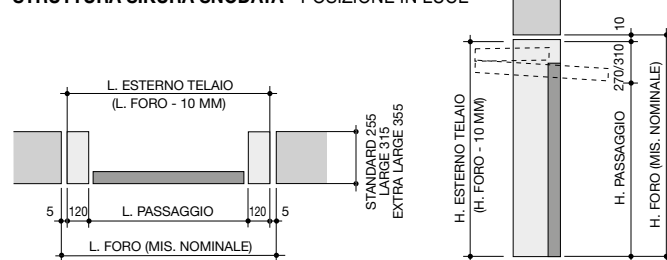 STRUTTURA SIKURA SNODATA - POSIZIONE IN LUCE
L. ESTERNO TELAIO
(L. FORO - 10 MM)
STANDARD 255
LARGE 315
EXTRA LARGE 355
5
120
L. PASSAGGIO
120
5
L. FORO (MIS. NOMINALE)
H. ESTERNO TELAIO
(H. FORO - 10 MM)
10
270/310
H. PASSAGGIO
H. FORO (MIS. NOMINALE)